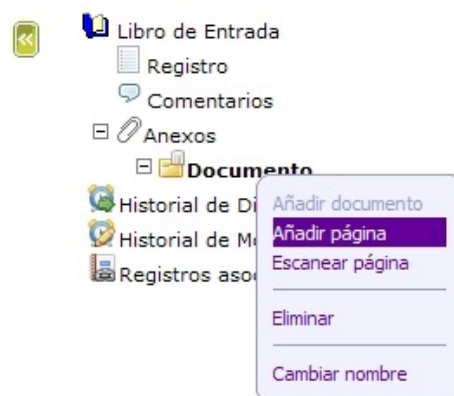 Libro de Entrada
Registro
Comentarios
Anexos
Documento
Historial de Di
Historial de Mo
Registros aso
Añadir documento
Añadir página
Escanear página
Eliminar
Cambiar nombre